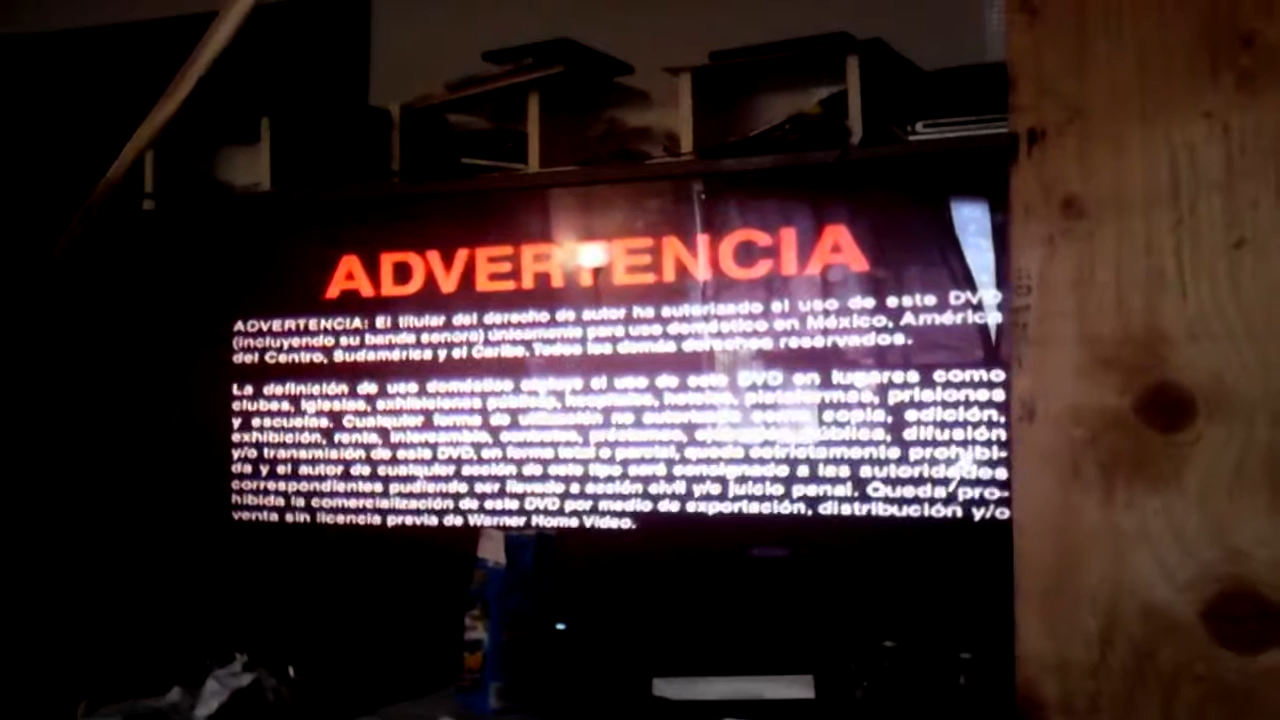 ADVERTENCIA
ADVERTENCIA: El titular del derecho de autor ha autorizado el uso de este DVD
(incluyendo su banda sonora) únicamente para uso doméstico en México, América
del Centro, Sudamérica y el Caribe. Todos los demás derechos reservados.
La definición de uso doméstico excluye el uso de este DVD en lugares como
clubes, iglesias, exhibiciones públicas, hospitales, hoteles, plataformas, prisiones
y escuelas. Cualquier forma de utilización no autorizada como copia, edición,
exhibición, renta, intercambio, préstamo, ejecución pública, difusión
y/o transmisión de este DVD, en forma total o parcial, queda estrictamente prohibi-
da y el autor de cualquier acción de este tipo será consignado a las autoridades
correspondientes pudiendo ser llevado a acción civil y/o juicio penal. Queda pro-
hibida la comercialización de este DVD por medio de exportación, distribución y/o
venta sin licencia previa de Warner Home Video.